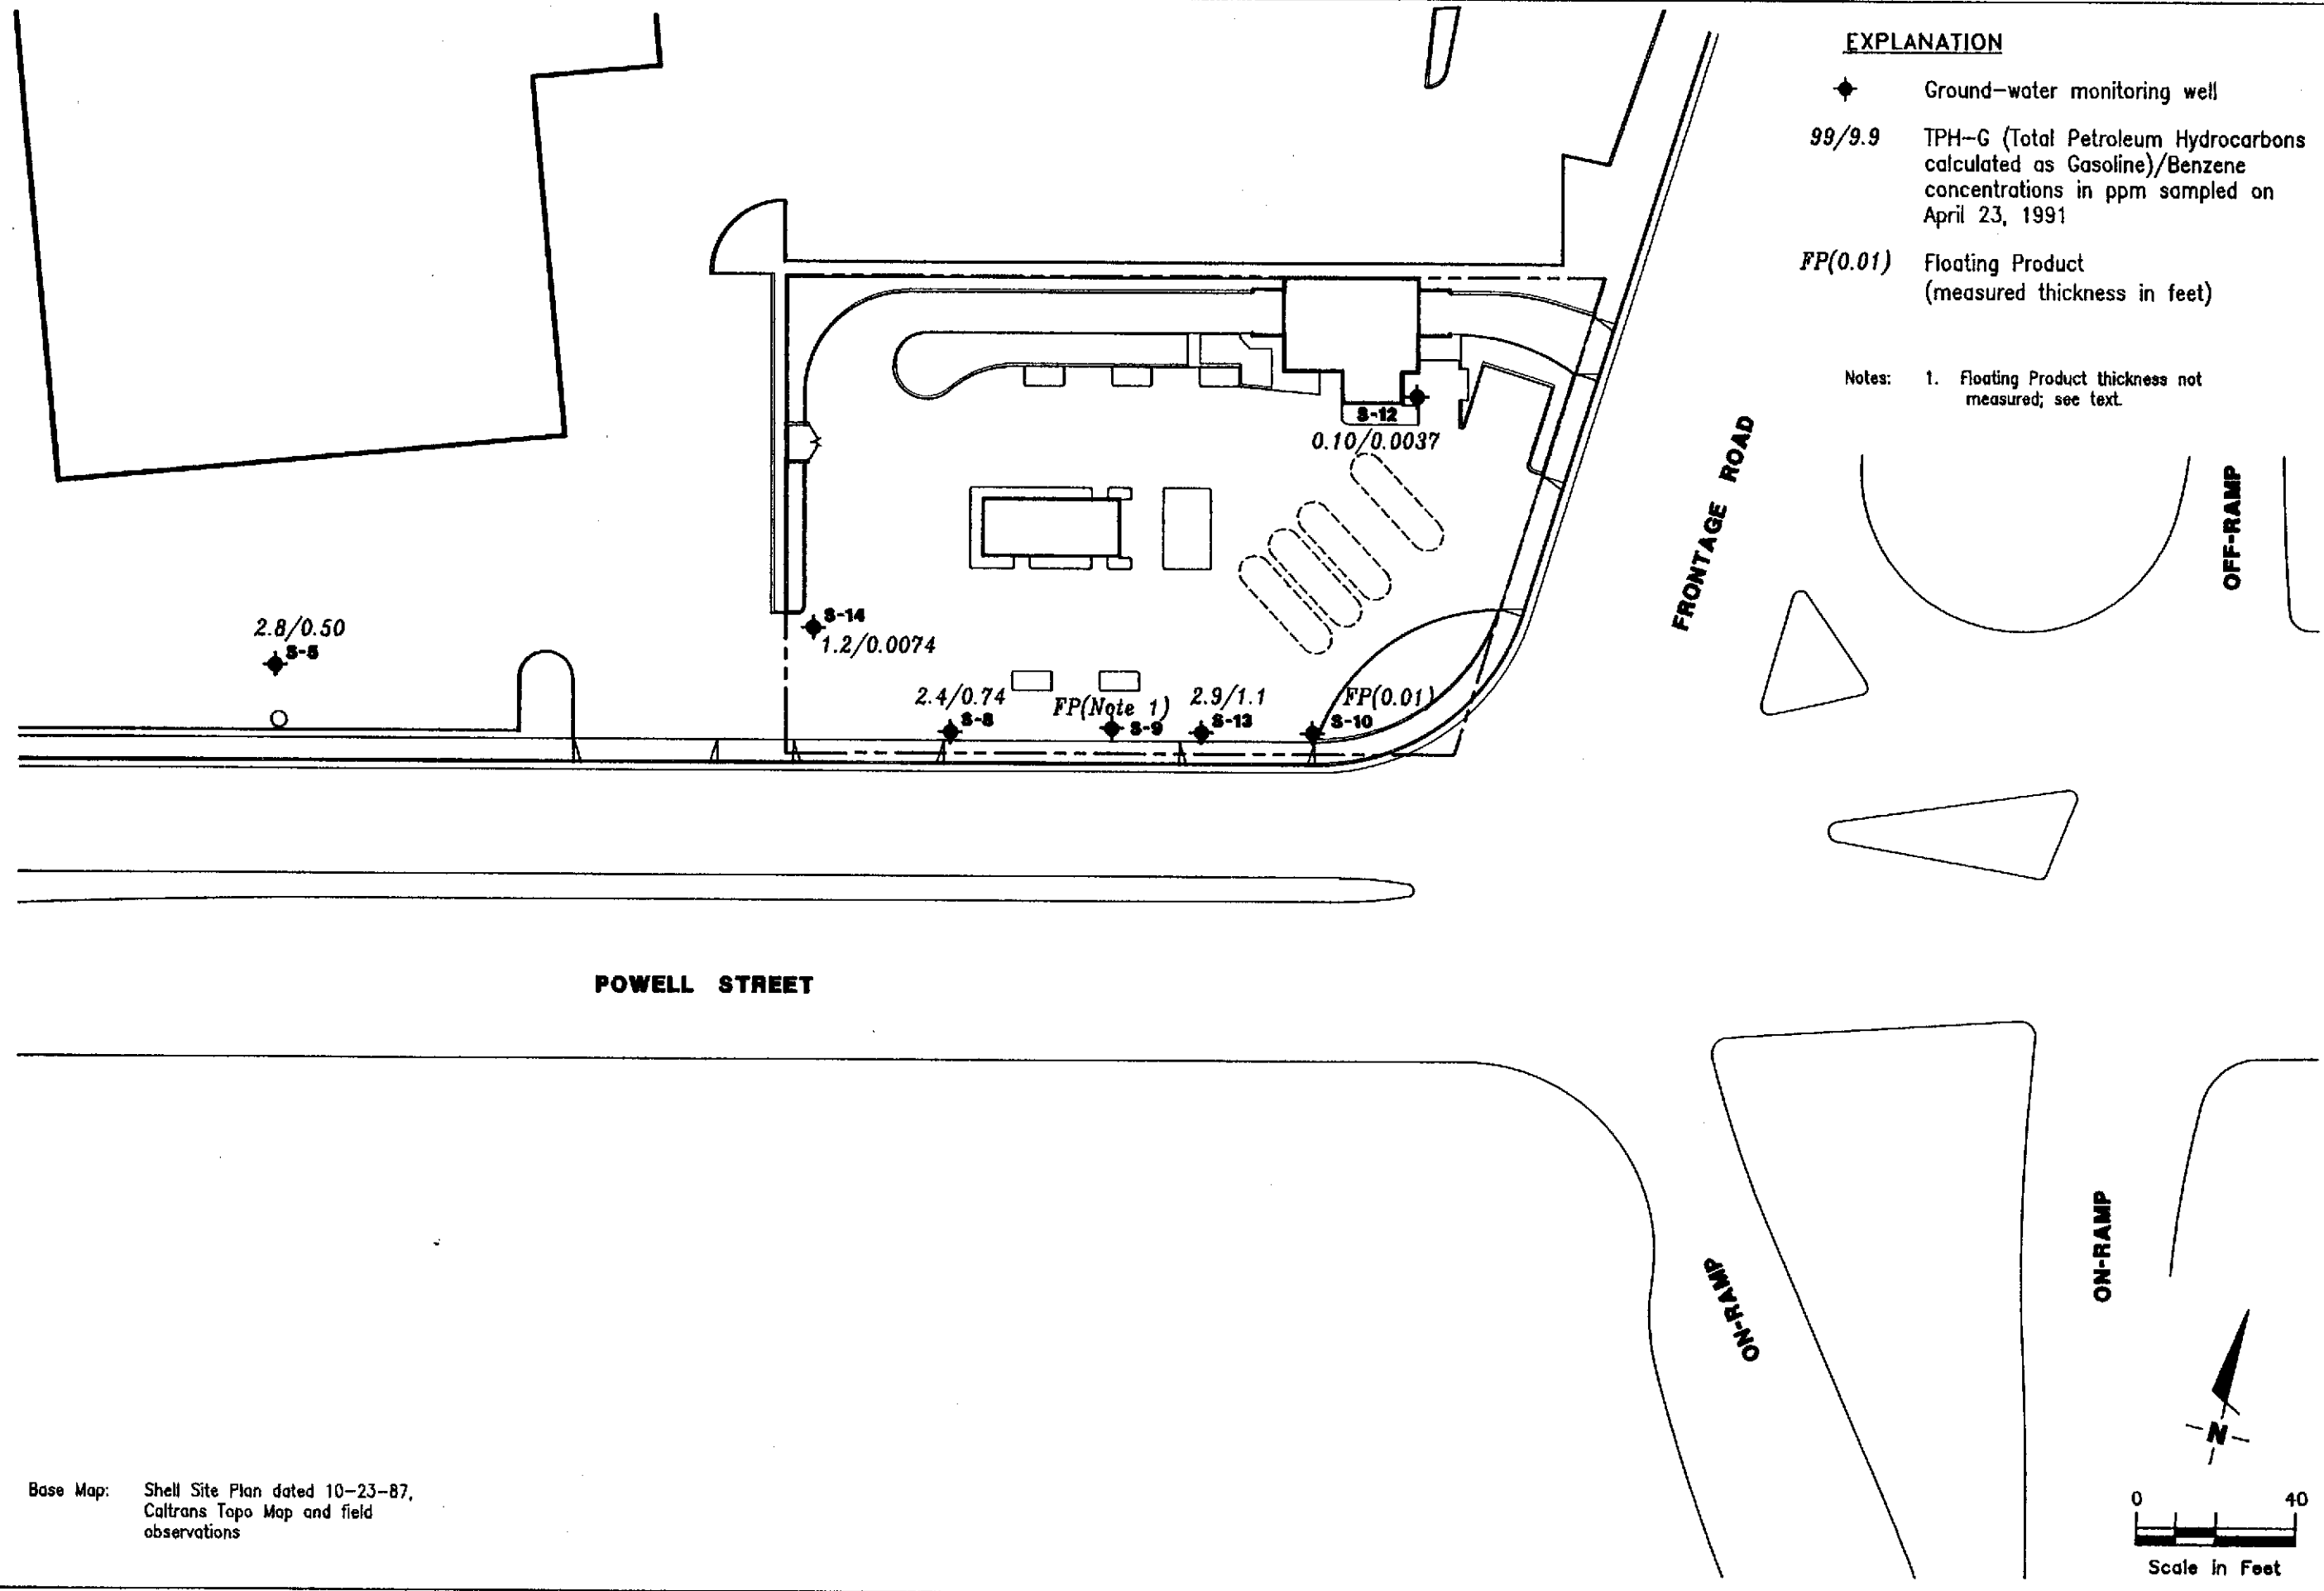 EXPLANATION
Ground-water monitoring well
99/9.9 TPH-G (Total Petroleum Hydrocarbons
calculated as Gasoline)/Benzene
concentrations in ppm sampled on
April 23, 1991
FP(0.01) Floating Product
(measured thickness in feet)
Notes: 1. Floating Product thickness not
measured; see text.
S-12
0.10/0.0037
FRONTAGE ROAD
OFF-RAMP
2.8/0.50
S-5
S-14
1.2/0.0074
2.4/0.74
S-8
FP(Note 1)
S-9
2.9/1.1
S-13
FP(0.01)
S-10
POWELL STREET
ON-RAMP
ON-RAMP
N
Base Map: Shell Site Plan dated 10-23-87,
Caltrans Topo Map and field
observations
0 40
Scale in Feet